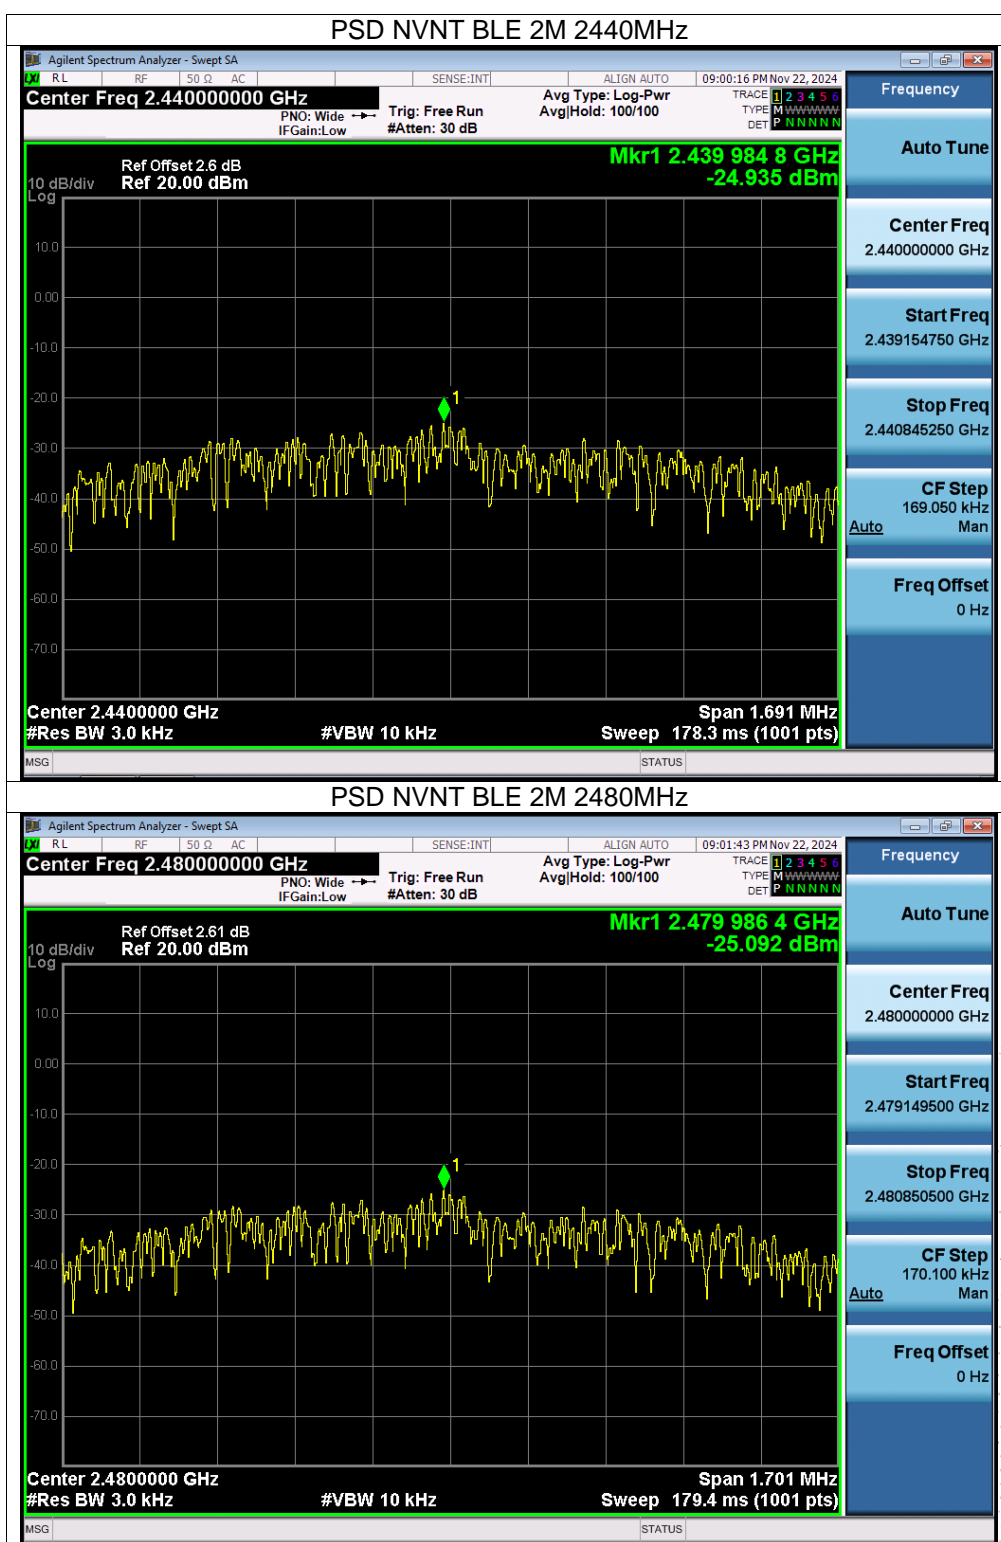 PSD NVNT BLE 2M 2440MHz
Agilent Spectrum Analyzer - Swept SA
LXI RL RF 50 Ω AC SENSE:INT ALIGN AUTO 09:00:16 PM Nov 22, 2024
Center Freq 2.440000000 GHz
PNO: Wide
IFGain:Low
Trig: Free Run
#Atten: 30 dB
Avg Type: Log-Pwr
Avg|Hold: 100/100
TRACE 1 2 3 4 5 6
TYPE M WWWWW
DET P N N N N N
Frequency
Auto Tune
Center Freq
2.440000000 GHz
Start Freq
2.439154750 GHz
Stop Freq
2.440845250 GHz
CF Step
169.050 kHz
Auto Man
Freq Offset
0 Hz
Mkr1 2.439 984 8 GHz
-24.935 dBm
Ref Offset 2.6 dB
10 dB/div Ref 20.00 dBm
Log
10.0
0.00
-10.0
-20.0
-30.0
-40.0
-50.0
-60.0
-70.0
1
Center 2.4400000 GHz Span 1.691 MHz
#Res BW 3.0 kHz #VBW 10 kHz Sweep 178.3 ms (1001 pts)
MSG STATUS
PSD NVNT BLE 2M 2480MHz
Agilent Spectrum Analyzer - Swept SA
LXI RL RF 50 Ω AC SENSE:INT ALIGN AUTO 09:01:43 PM Nov 22, 2024
Center Freq 2.480000000 GHz
PNO: Wide
IFGain:Low
Trig: Free Run
#Atten: 30 dB
Avg Type: Log-Pwr
Avg|Hold: 100/100
TRACE 1 2 3 4 5 6
TYPE M WWWWW
DET P N N N N N
Frequency
Auto Tune
Center Freq
2.480000000 GHz
Start Freq
2.479149500 GHz
Stop Freq
2.480850500 GHz
CF Step
170.100 kHz
Auto Man
Freq Offset
0 Hz
Mkr1 2.479 986 4 GHz
-25.092 dBm
Ref Offset 2.61 dB
10 dB/div Ref 20.00 dBm
Log
10.0
0.00
-10.0
-20.0
-30.0
-40.0
-50.0
-60.0
-70.0
1
Center 2.4800000 GHz Span 1.701 MHz
#Res BW 3.0 kHz #VBW 10 kHz Sweep 179.4 ms (1001 pts)
MSG STATUS